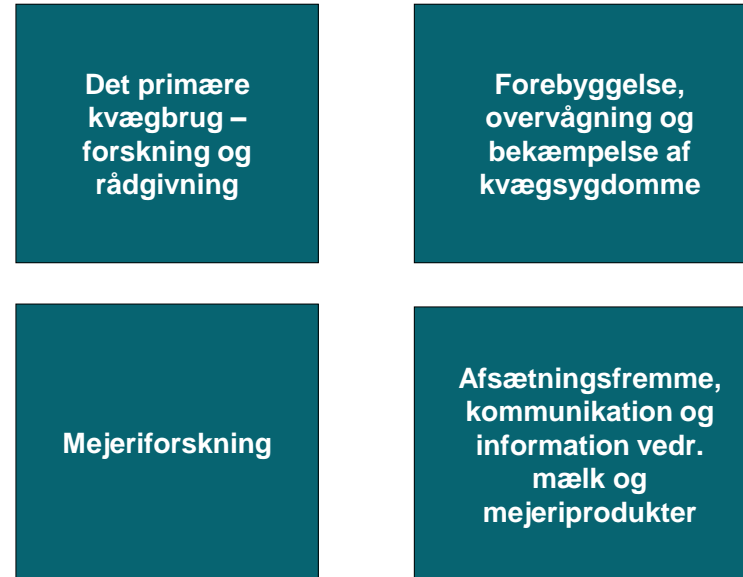 Det primære
kvægbrug –
forskning og
rådgivning
Forebyggelse,
overvågning og
bekæmpelse af
kvægsygdomme
Mejeriforskning
Afsætningsfremme,
kommunikation og
information vedr.
mælk og
mejeriprodukter